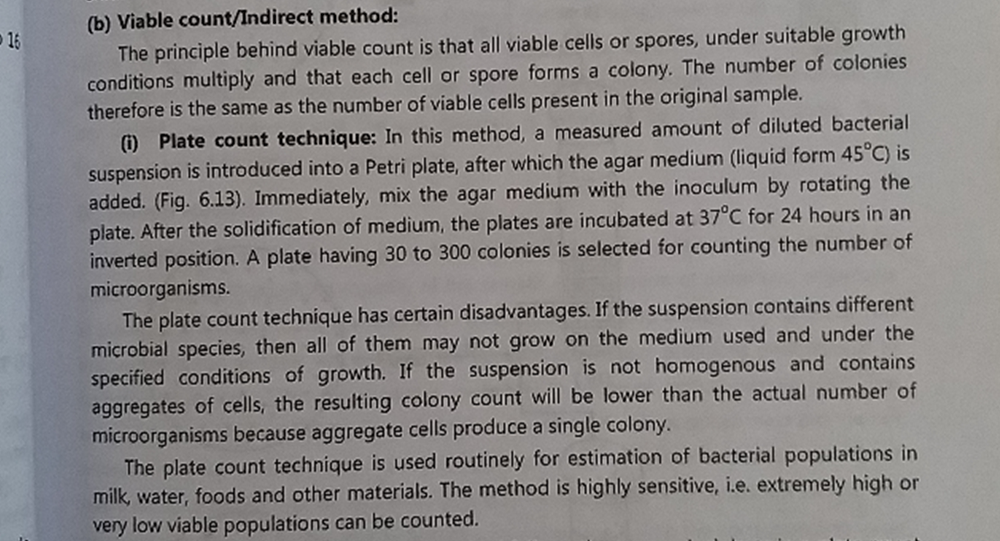 (b) Viable count/Indirect method:
16
The principle behind viable count is that all viable cells or spores, under suitable growth
conditions multiply and that each cell or spore forms a colony. The number of colonies
therefore is the same as the number of viable cells present in the original sample.
(i) Plate count technique: In this method, a measured amount of diluted bacterial
suspension is introduced into a Petri plate, after which the agar medium (liquid form 45°C) is
added. (Fig. 6.13). Immediately, mix the agar medium with the inoculum by rotating the
plate. After the solidification of medium, the plates are incubated at 37°C for 24 hours in an
inverted position. A plate having 30 to 300 colonies is selected for counting the number of
microorganisms.
The plate count technique has certain disadvantages. If the suspension contains different
microbial species, then all of them may not grow on the medium used and under the
specified conditions of growth. If the suspension is not homogenous and contains
aggregates of cells, the resulting colony count will be lower than the actual number of
microorganisms because aggregate cells produce a single colony.
The plate count technique is used routinely for estimation of bacterial populations in
milk, water, foods and other materials. The method is highly sensitive, i.e. extremely high or
very low viable populations can be counted.